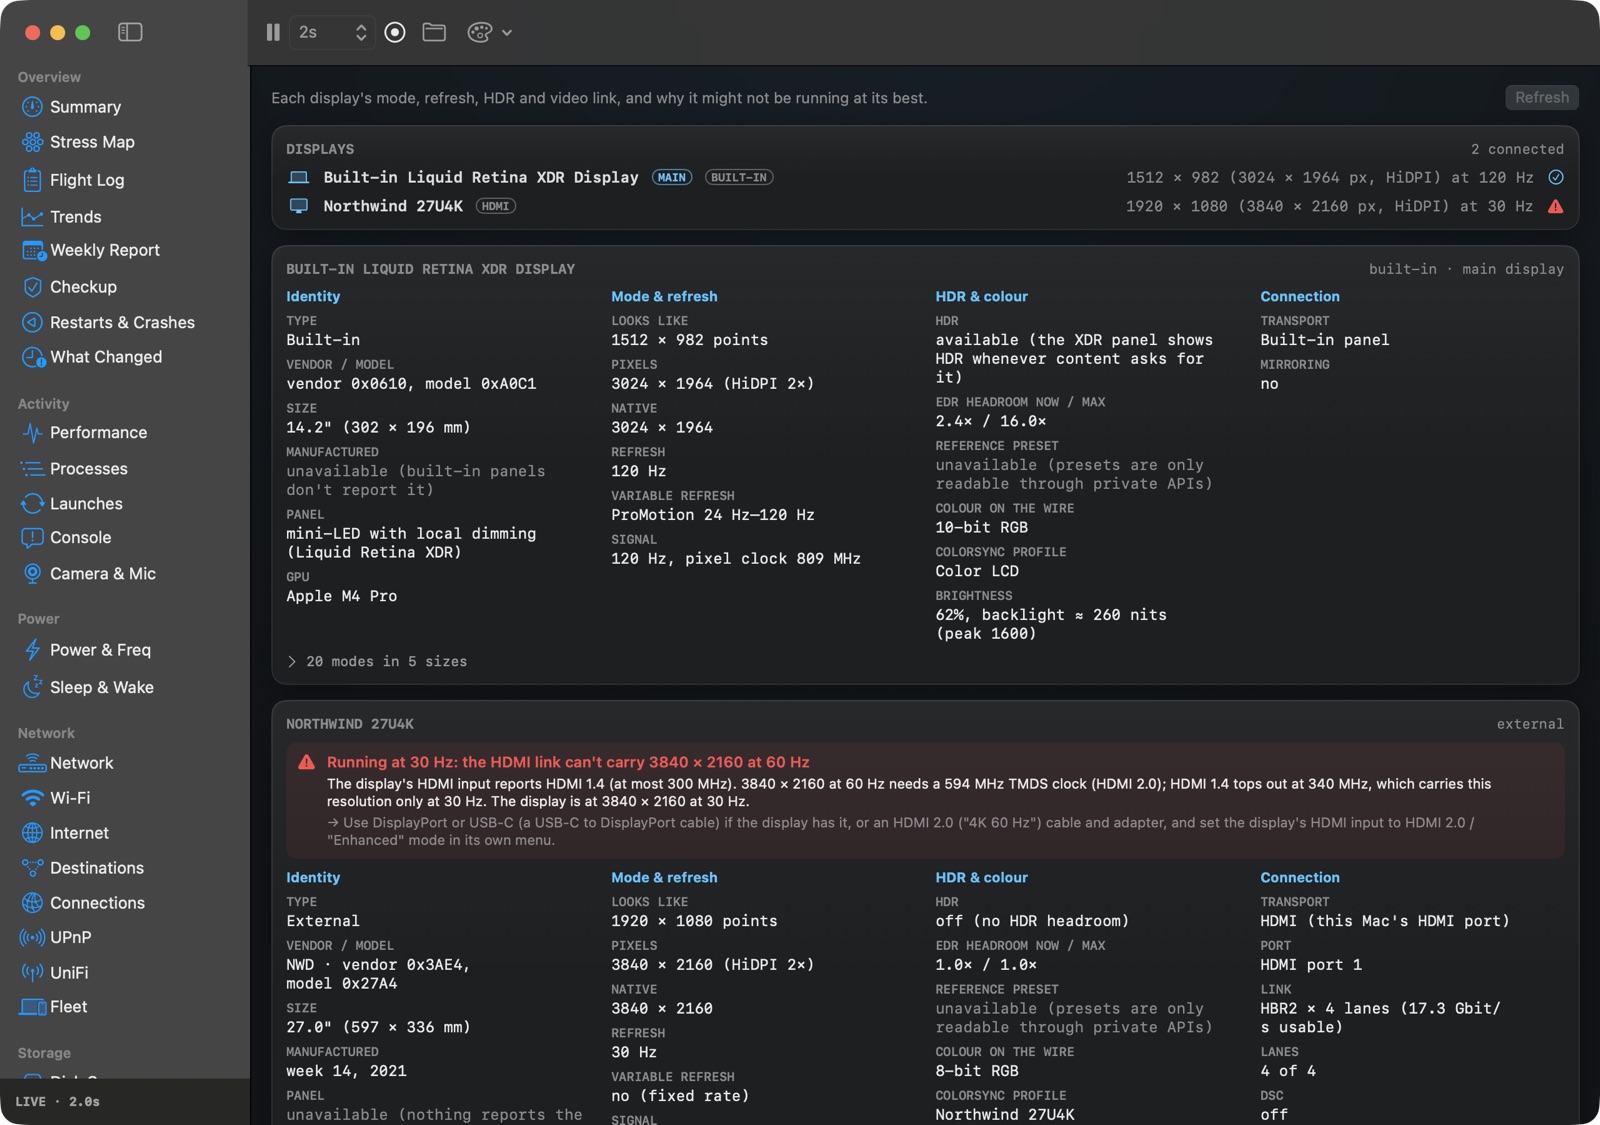 2s
Overview
Summary
Stress Map
Flight Log
Trends
Weekly Report
Checkup
Restarts & Crashes
What Changed
Activity
Performance
Processes
Launches
Console
Camera & Mic
Power
Power & Freq
Sleep & Wake
Network
Network
Wi-Fi
Internet
Destinations
Connections
UPnP
UniFi
Fleet
Storage
LIVE · 2.0s
Each display's mode, refresh, HDR and video link, and why it might not be running at its best.
Refresh
DISPLAYS 2 connected
Built-in Liquid Retina XDR Display MAIN BUILT-IN 1512 × 982 (3024 × 1964 px, HiDPI) at 120 Hz
Northwind 27U4K HDMI 1920 × 1080 (3840 × 2160 px, HiDPI) at 30 Hz
BUILT-IN LIQUID RETINA XDR DISPLAY built-in · main display
Identity
TYPE
Built-in
VENDOR / MODEL
vendor 0x0610, model 0xA0C1
SIZE
14.2" (302 × 196 mm)
MANUFACTURED
unavailable (built-in panels
don't report it)
PANEL
mini-LED with local dimming
(Liquid Retina XDR)
GPU
Apple M4 Pro
Mode & refresh
LOOKS LIKE
1512 × 982 points
PIXELS
3024 × 1964 (HiDPI 2×)
NATIVE
3024 × 1964
REFRESH
120 Hz
VARIABLE REFRESH
ProMotion 24 Hz–120 Hz
SIGNAL
120 Hz, pixel clock 809 MHz
HDR & colour
HDR
available (the XDR panel shows
HDR whenever content asks for
it)
EDR HEADROOM NOW / MAX
2.4× / 16.0×
REFERENCE PRESET
unavailable (presets are only
readable through private APIs)
COLOUR ON THE WIRE
10-bit RGB
COLORSYNC PROFILE
Color LCD
BRIGHTNESS
62%, backlight ≈ 260 nits
(peak 1600)
Connection
TRANSPORT
Built-in panel
MIRRORING
no
20 modes in 5 sizes
NORTHWIND 27U4K external
Running at 30 Hz: the HDMI link can't carry 3840 × 2160 at 60 Hz
The display's HDMI input reports HDMI 1.4 (at most 300 MHz). 3840 × 2160 at 60 Hz needs a 594 MHz TMDS clock (HDMI 2.0); HDMI 1.4 tops out at 340 MHz, which carries this
resolution only at 30 Hz. The display is at 3840 × 2160 at 30 Hz.
→ Use DisplayPort or USB-C (a USB-C to DisplayPort cable) if the display has it, or an HDMI 2.0 ("4K 60 Hz") cable and adapter, and set the display's HDMI input to HDMI 2.0 /
"Enhanced" mode in its own menu.
Identity
TYPE
External
VENDOR / MODEL
NWD · vendor 0x3AE4,
model 0x27A4
SIZE
27.0" (597 × 336 mm)
MANUFACTURED
week 14, 2021
PANEL
unavailable (nothing reports the
Mode & refresh
LOOKS LIKE
1920 × 1080 points
PIXELS
3840 × 2160 (HiDPI 2×)
NATIVE
3840 × 2160
REFRESH
30 Hz
VARIABLE REFRESH
no (fixed rate)
SIGNAL
HDR & colour
HDR
off (no HDR headroom)
EDR HEADROOM NOW / MAX
1.0× / 1.0×
REFERENCE PRESET
unavailable (presets are only
readable through private APIs)
COLOUR ON THE WIRE
8-bit RGB
COLORSYNC PROFILE
Northwind 27U4K
Connection
TRANSPORT
HDMI (this Mac's HDMI port)
PORT
HDMI port 1
LINK
HBR2 × 4 lanes (17.3 Gbit/
s usable)
LANES
4 of 4
DSC
off